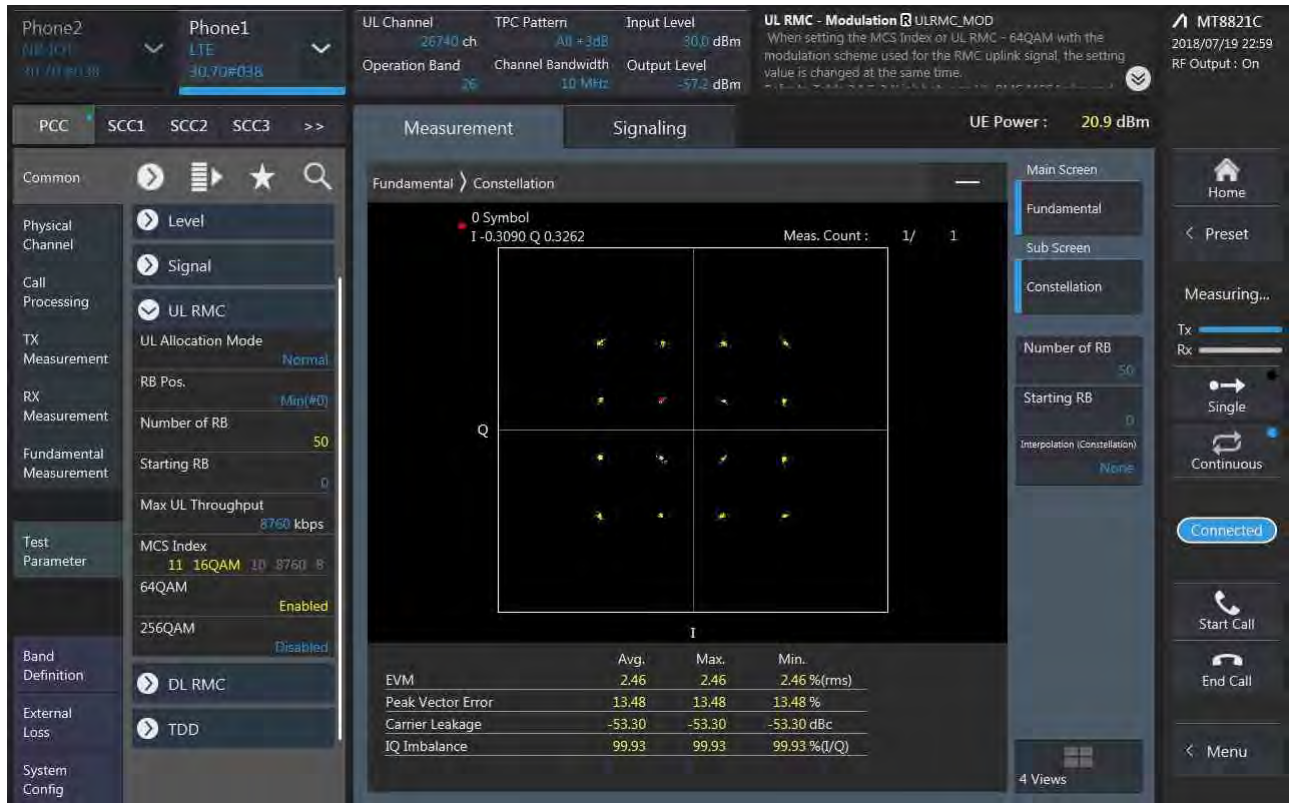 Phone2
NB-IOT
30.70#038
Phone1
LTE
30.70#038
UL Channel
26740 ch
TPC Pattern
All +3dB
Input Level
30.0 dBm
Operation Band
26
Channel Bandwidth
10 MHz
Output Level
-57.2 dBm
UL RMC - Modulation R ULRMC_MOD
When setting the MCS Index or UL RMC - 64QAM with the
modulation scheme used for the RMC uplink signal, the setting
value is changed at the same time.
MT8821C
2018/07/19 22:59
RF Output : On
PCC SCC1 SCC2 SCC3 >>
Measurement
Signaling
UE Power : 20.9 dBm
Common
Physical
Channel
Call
Processing
TX
Measurement
RX
Measurement
Fundamental
Measurement
Test
Parameter
Band
Definition
External
Loss
System
Config
Level
Signal
UL RMC
UL Allocation Mode
Normal
RB Pos.
Min(#0)
Number of RB
50
Starting RB
0
Max UL Throughput
8760 kbps
MCS Index
11 16QAM 10 8760 8
64QAM
Enabled
256QAM
Disabled
DL RMC
TDD
Fundamental 〉 Constellation
0 Symbol
I -0.3090 Q 0.3262
Meas. Count : 1/ 1
Q
I
Avg. Max. Min.
EVM 2.46 2.46 2.46 %(rms)
Peak Vector Error 13.48 13.48 13.48 %
Carrier Leakage -53.30 -53.30 -53.30 dBc
IQ Imbalance 99.93 99.93 99.93 %(I/Q)
Main Screen
Fundamental
Sub Screen
Constellation
Number of RB
50
Starting RB
0
Interpolation (Constellation)
None
4 Views
Home
< Preset
Measuring...
Tx
Rx
Single
Continuous
Connected
Start Call
End Call
< Menu